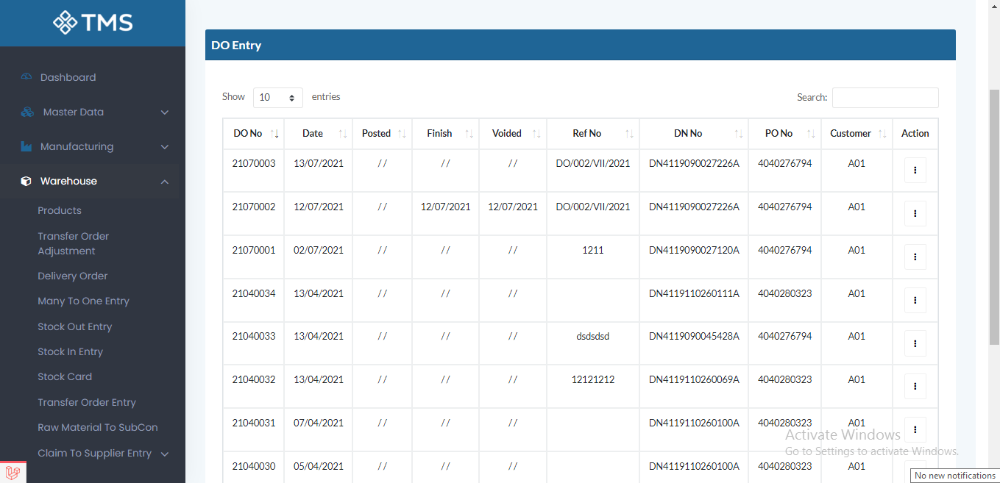 TMS
Dashboard
Master Data
Manufacturing
Warehouse
Products
Transfer Order
Adjustment
Delivery Order
Many To One Entry
Stock Out Entry
Stock In Entry
Stock Card
Transfer Order Entry
Raw Material To SubCon
Claim To Supplier Entry
DO Entry
Show 10 entries
Search:
DO No Date Posted Finish Voided Ref No DN No PO No Customer Action
21070003 13/07/2021 / / / / / / DO/002/VII/2021 DN4119090027226A 4040276794 A01
21070002 12/07/2021 / / 12/07/2021 12/07/2021 DO/002/VII/2021 DN4119090027226A 4040276794 A01
21070001 02/07/2021 / / / / / / 1211 DN4119090027120A 4040276794 A01
21040034 13/04/2021 / / / / / / DN4119110260111A 4040280323 A01
21040033 13/04/2021 / / / / / / dsdsdsd DN4119090045428A 4040276794 A01
21040032 13/04/2021 / / / / / / 12121212 DN4119110260069A 4040280323 A01
21040031 07/04/2021 / / / / / / DN4119110260100A 4040280323 A01
21040030 05/04/2021 / / / / / / DN4119110260100A 4040280323 A01
Activate Windows
Go to Settings to activate Windows.
No new notifications